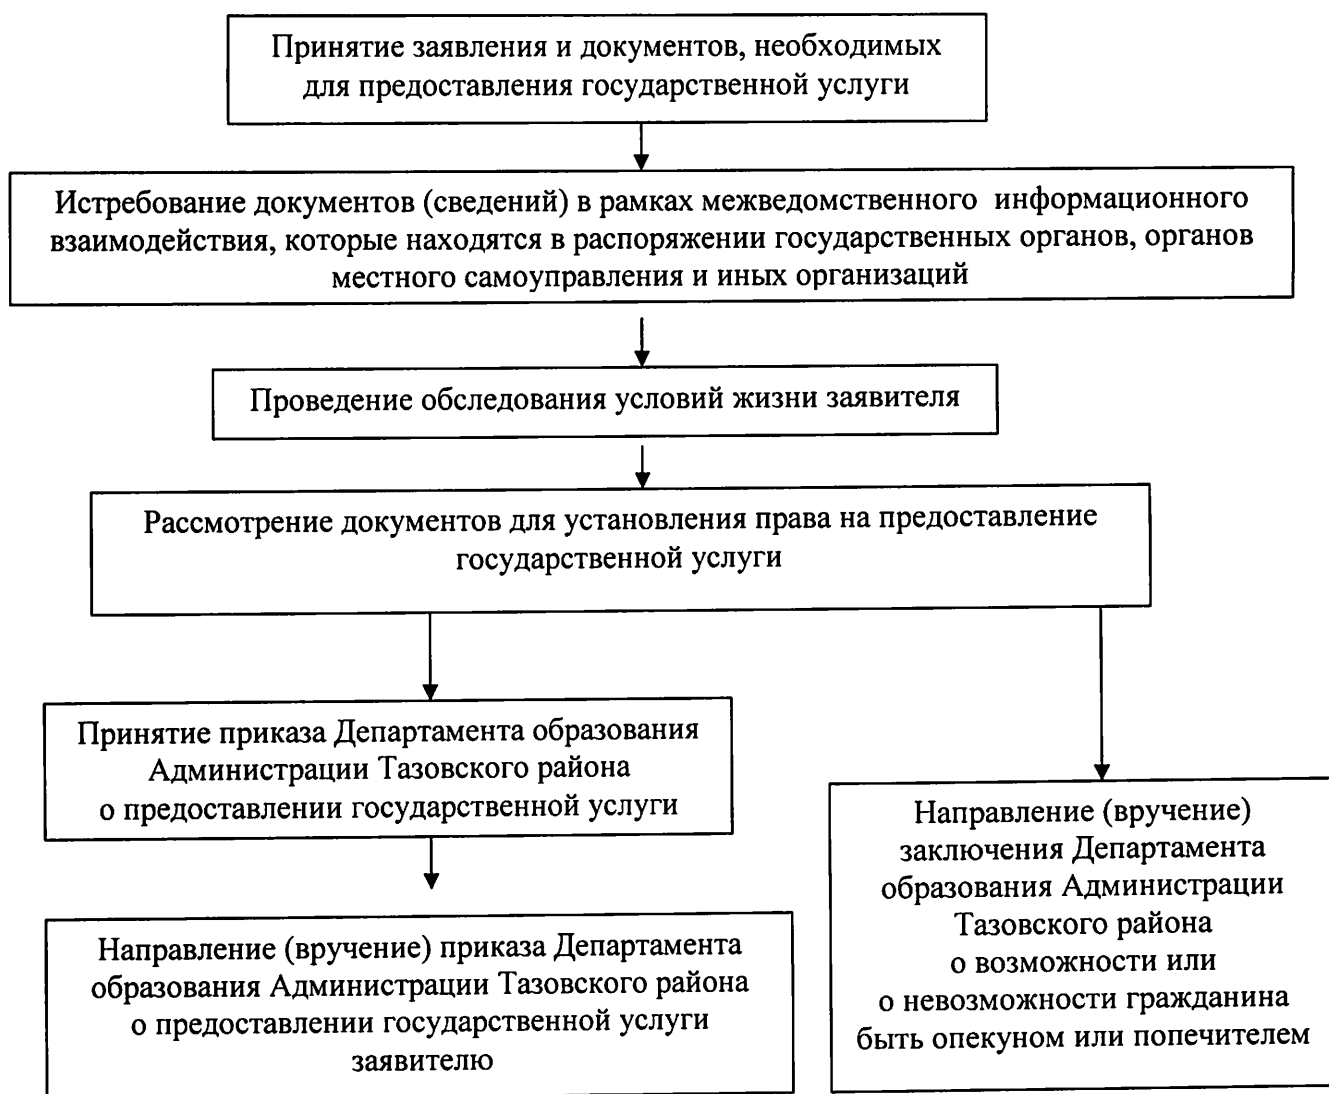 Принятие заявления и документов, необходимых
для предоставления государственной услуги
Истребование документов (сведений) в рамках межведомственного информационного
взаимодействия, которые находятся в распоряжении государственных органов, органов
местного самоуправления и иных организаций
Проведение обследования условий жизни заявителя
Рассмотрение документов для установления права на предоставление
государственной услуги
Принятие приказа Департамента образования
Администрации Тазовского района
о предоставлении государственной услуги
Направление (вручение) приказа Департамента
образования Администрации Тазовского района
о предоставлении государственной услуги
заявителю
Направление (вручение)
заключения Департамента
образования Администрации
Тазовского района
о возможности или
о невозможности гражданина
быть опекуном или попечителем